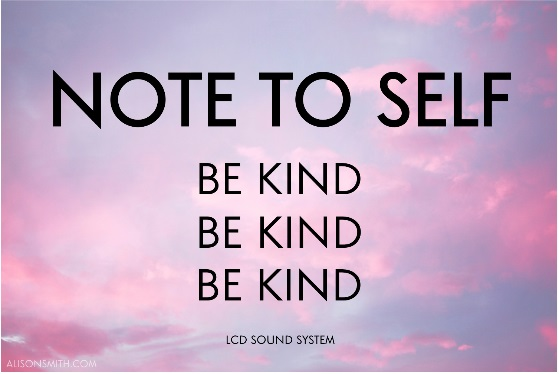 NOTE TO SELF
BE KIND
BE KIND
BE KIND
LCD SOUND SYSTEM
ALISONSMITH.COM